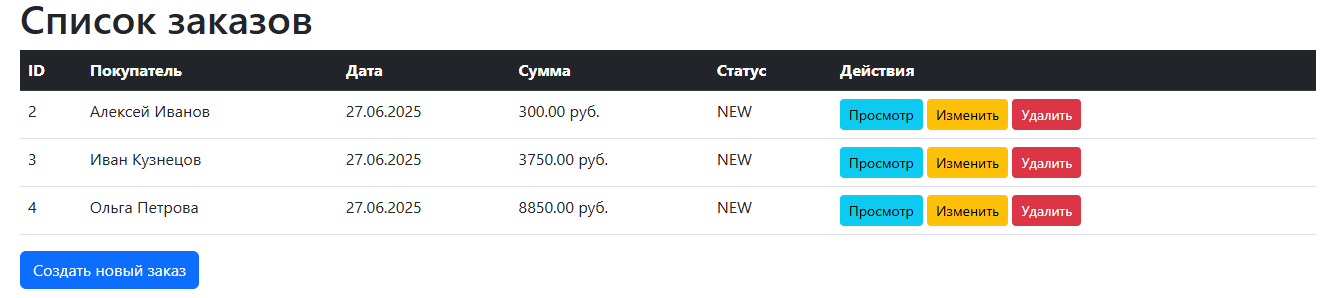 Список заказов
ID Покупатель Дата Сумма Статус Действия
2 Алексей Иванов 27.06.2025 300.00 руб. NEW Просмотр Изменить Удалить
3 Иван Кузнецов 27.06.2025 3750.00 руб. NEW Просмотр Изменить Удалить
4 Ольга Петрова 27.06.2025 8850.00 руб. NEW Просмотр Изменить Удалить
Создать новый заказ